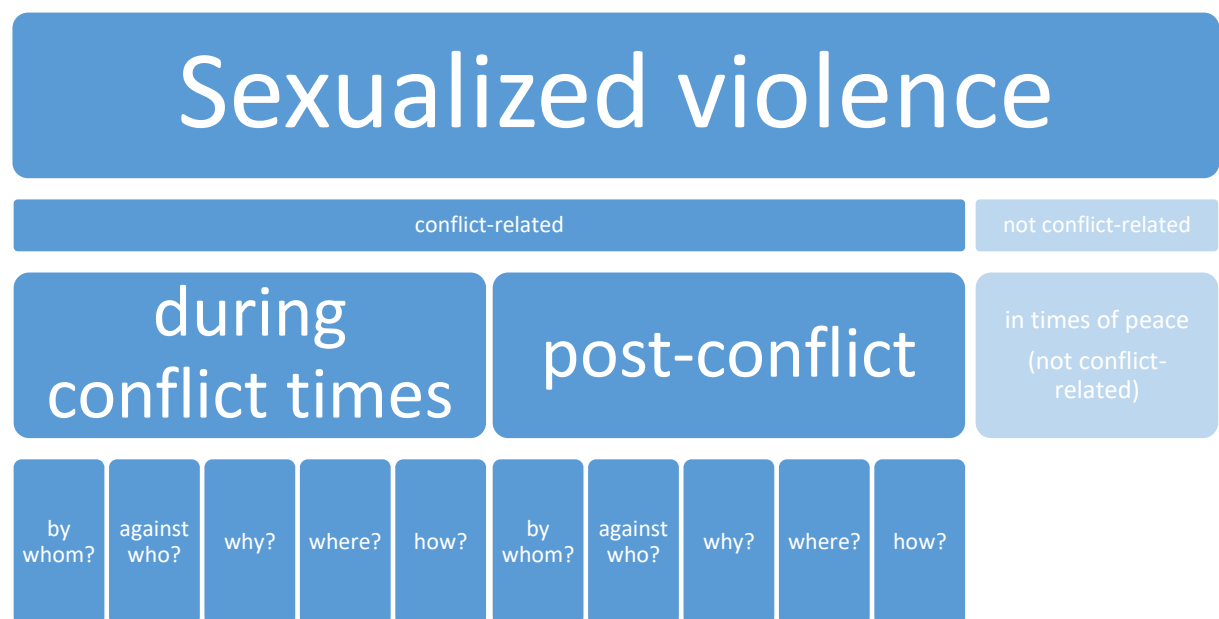 Sexualized violence
conflict-related
not conflict-related
during
conflict times
post-conflict
in times of peace
(not conflict-
related)
by
whom?
against
who?
why?
where?
how?
by
whom?
against
who?
why?
where?
how?